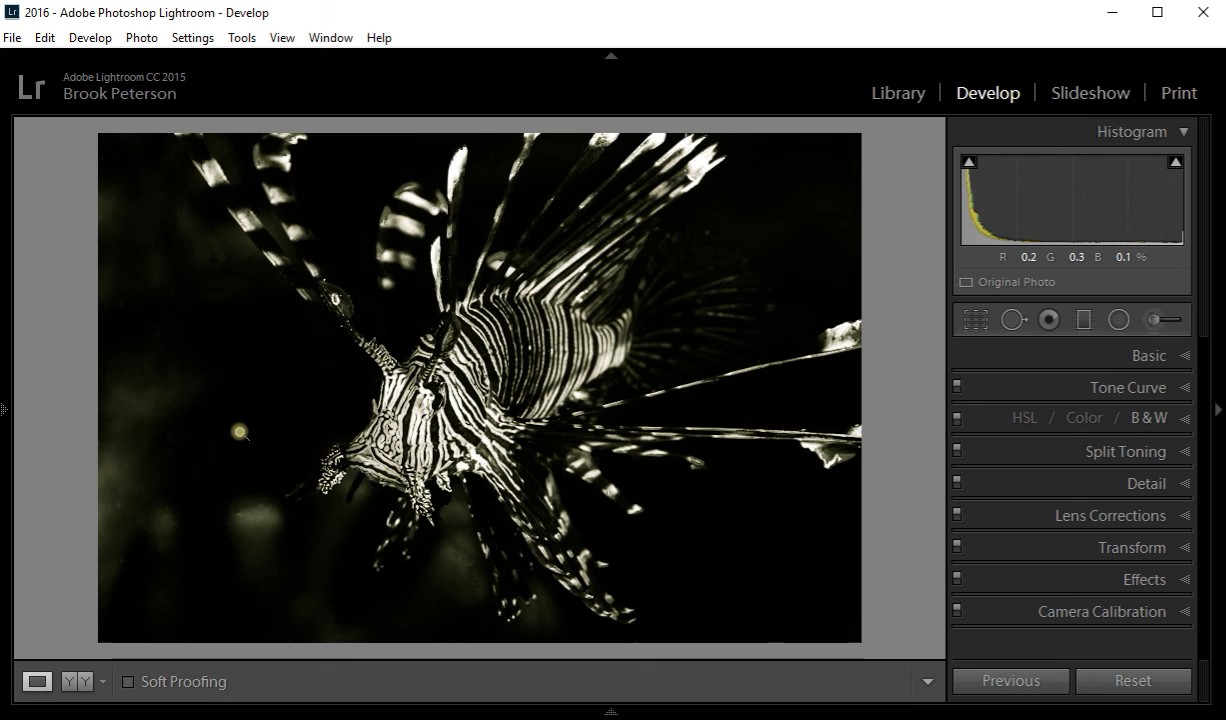 Lr 2016 - Adobe Photoshop Lightroom - Develop
File Edit Develop Photo Settings Tools View Window Help
Lr
Adobe Lightroom CC 2015
Brook Peterson
Library | Develop | Slideshow | Print
Histogram
R 0.2 G 0.3 B 0.1 %
Original Photo
Basic
Tone Curve
HSL / Color / B & W
Split Toning
Detail
Lens Corrections
Transform
Effects
Camera Calibration
YY
Soft Proofing
Previous Reset